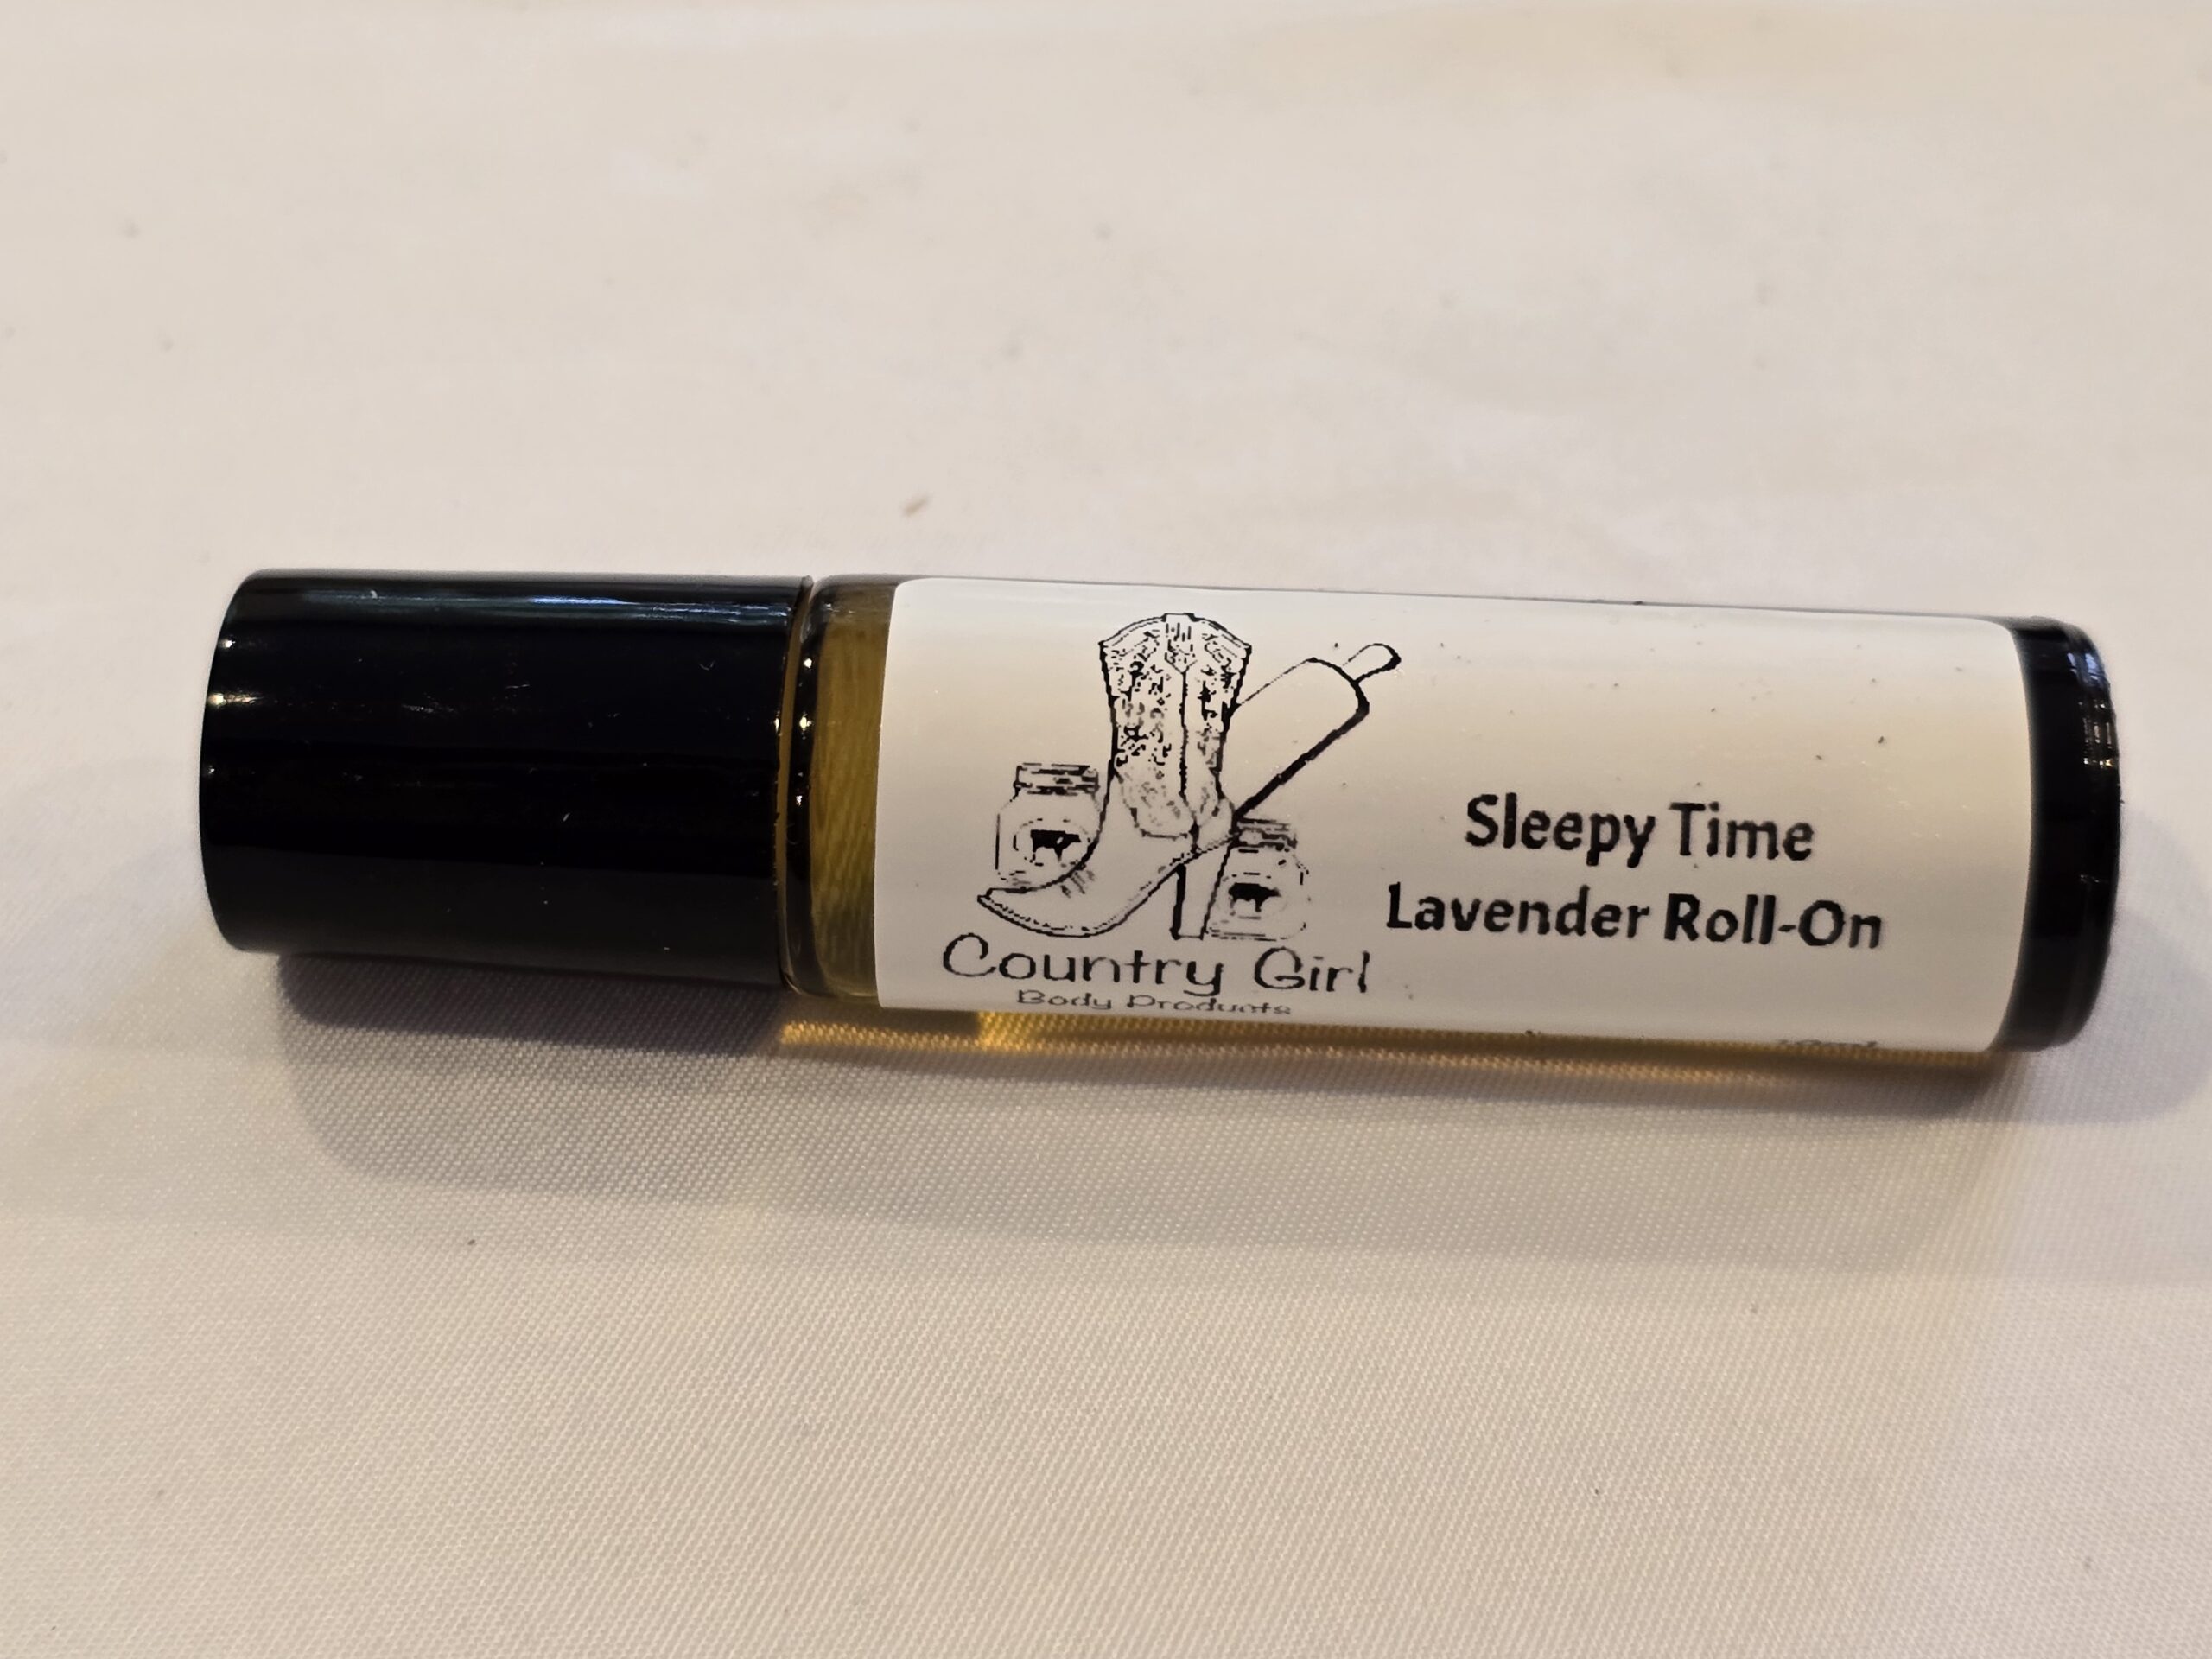 Country Girl
Body Products
Sleepy Time
Lavender Roll-On